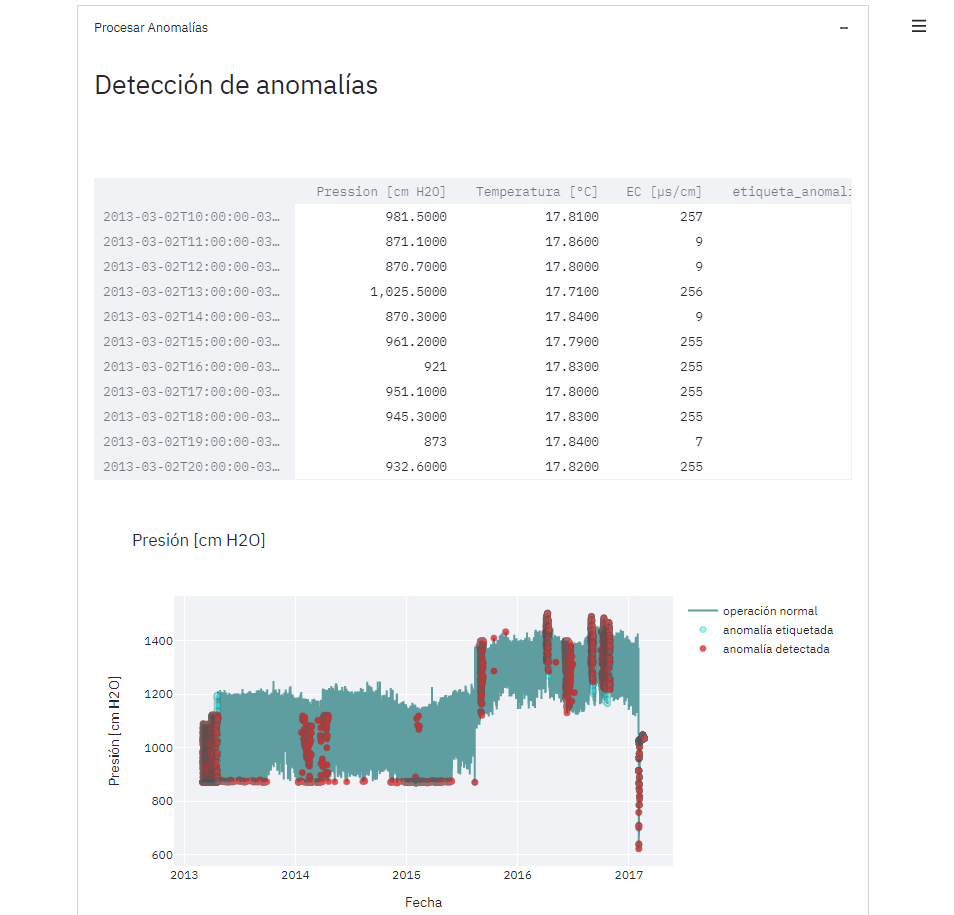 Procesar Anomalías
Detección de anomalías
Pression [cm H2O] Temperatura [°C] EC [µs/cm] etiqueta_anomalí
2013-03-02T10:00:00-03… 981.5000 17.8100 257
2013-03-02T11:00:00-03… 871.1000 17.8600 9
2013-03-02T12:00:00-03… 870.7000 17.8000 9
2013-03-02T13:00:00-03… 1,025.5000 17.7100 256
2013-03-02T14:00:00-03… 870.3000 17.8400 9
2013-03-02T15:00:00-03… 961.2000 17.7900 255
2013-03-02T16:00:00-03… 921 17.8300 255
2013-03-02T17:00:00-03… 951.1000 17.8000 255
2013-03-02T18:00:00-03… 945.3000 17.8300 255
2013-03-02T19:00:00-03… 873 17.8400 7
2013-03-02T20:00:00-03… 932.6000 17.8200 255
Presión [cm H2O]
operación normal
anomalía etiquetada
anomalía detectada
Presión [cm H2O]
1400
1200
1000
800
600
2013 2014 2015 2016 2017
Fecha